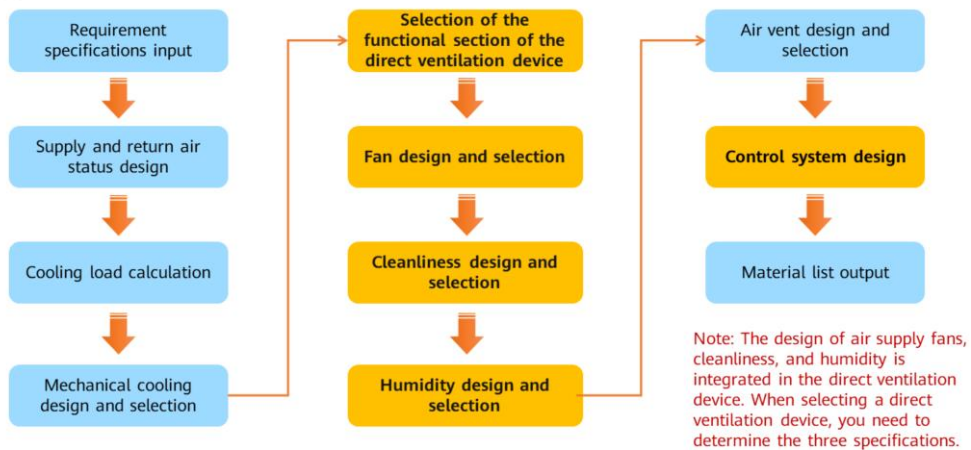 Requirement
specifications input
Supply and return air
status design
Cooling load calculation
Mechanical cooling
design and selection
Selection of the
functional section of the
direct ventilation device
Fan design and selection
Cleanliness design and
selection
Humidity design and
selection
Air vent design and
selection
Control system design
Material list output
Note: The design of air supply fans,
cleanliness, and humidity is
integrated in the direct ventilation
device. When selecting a direct
ventilation device, you need to
determine the three specifications.